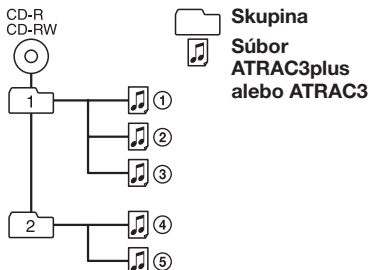 CD-R
CD-RW
Skupina
Súbor
ATRAC3plus
alebo ATRAC3
1
①
②
③
2
④
⑤